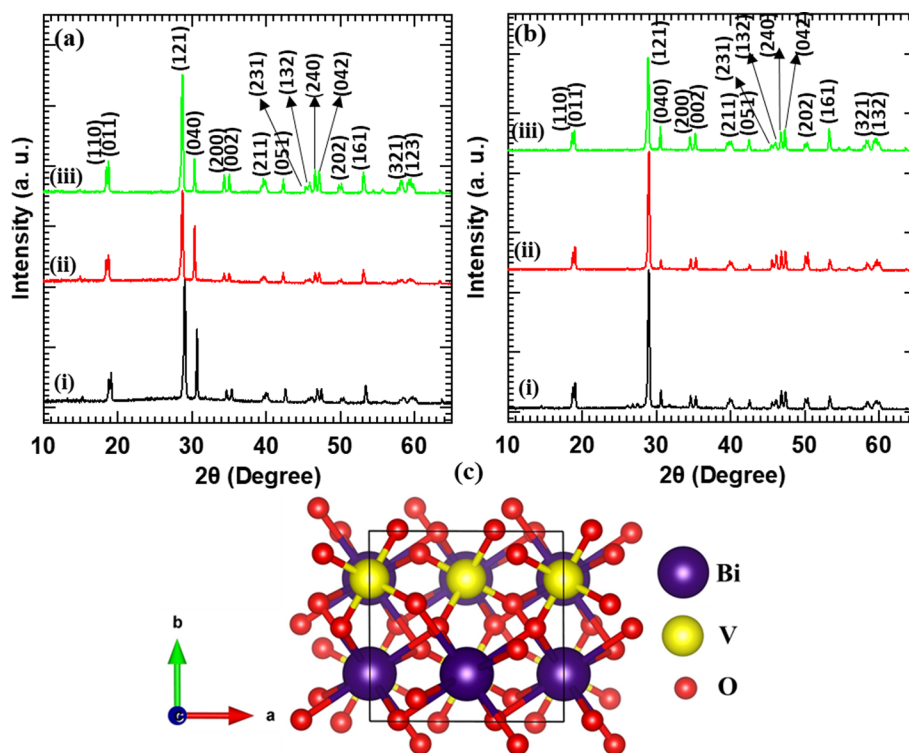 (a)
Intensity (a. u.)
(110)
(011)
(121)
(040)
(200)
(002)
(211)
(051)
(231)
(132)
(240)
(042)
(202)
(161)
(321)
(123)
(iii)
(ii)
(i)
10 20 30 40 50 60
2θ (Degree)
(b)
Intensity (a. u.)
(110)
(011)
(121)
(040)
(200)
(002)
(211)
(051)
(231)
(132)
(240)
(042)
(202)
(161)
(321)
(132)
(iii)
(ii)
(i)
10 20 30 40 50 60
2θ (Degree)
(c)
b
c
a
Bi
V
O